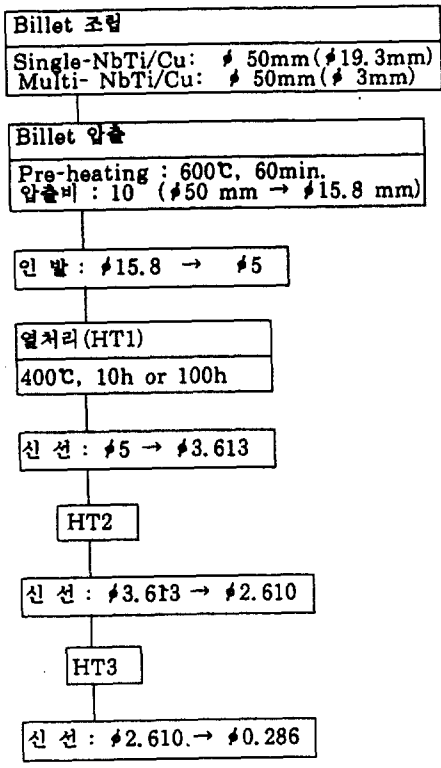 Billet 조립
Single-NbTi/Cu: φ 50mm(φ19.3mm)
Multi- NbTi/Cu: φ 50mm(φ 3mm)
Billet 압출
Pre-heating : 600℃, 60min.
압출비 : 10 (φ50 mm → φ15.8 mm)
인 발 : φ15.8 → φ5
열처리(HT1)
400℃, 10h or 100h
신 선 : φ5 → φ3.613
HT2
신 선 : φ3.613 → φ2.610
HT3
신 선 : φ2.610. → φ0.286